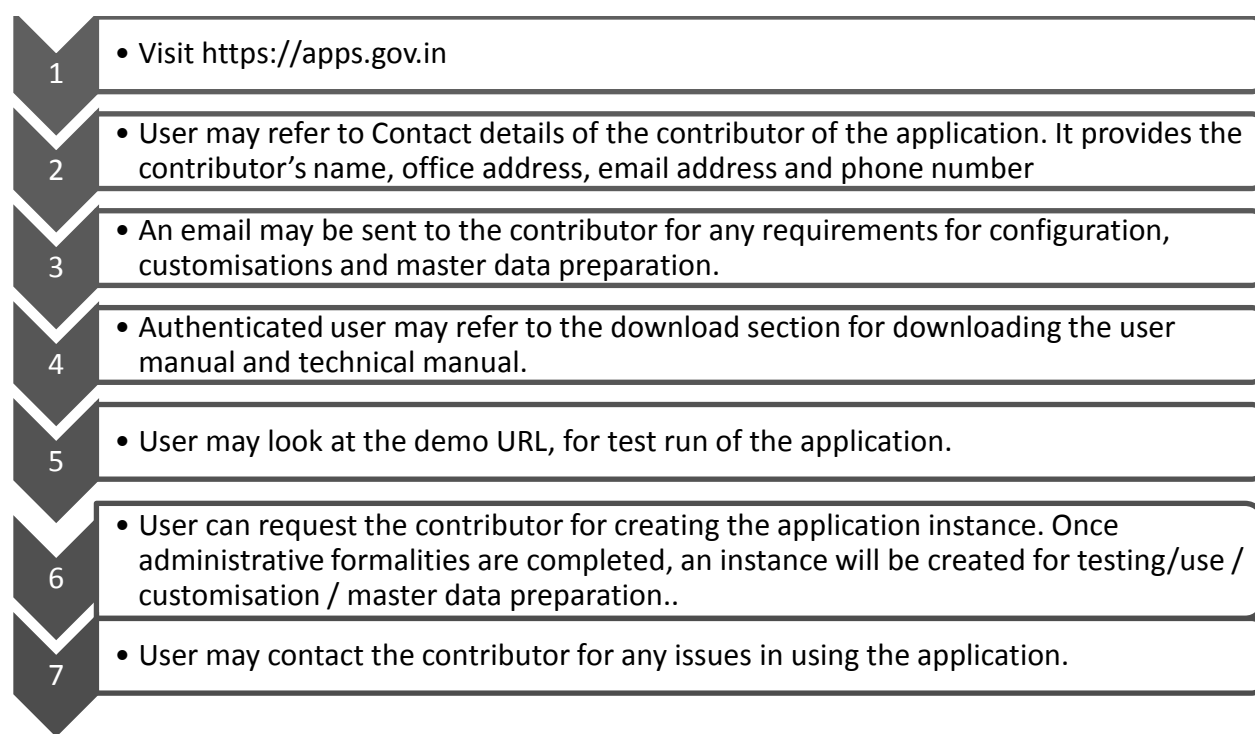 1
• Visit https://apps.gov.in
2
• User may refer to Contact details of the contributor of the application. It provides the
contributor’s name, office address, email address and phone number
3
• An email may be sent to the contributor for any requirements for configuration,
customisations and master data preparation.
4
• Authenticated user may refer to the download section for downloading the user
manual and technical manual.
5
• User may look at the demo URL, for test run of the application.
6
• User can request the contributor for creating the application instance. Once
administrative formalities are completed, an instance will be created for testing/use /
customisation / master data preparation..
7
• User may contact the contributor for any issues in using the application.